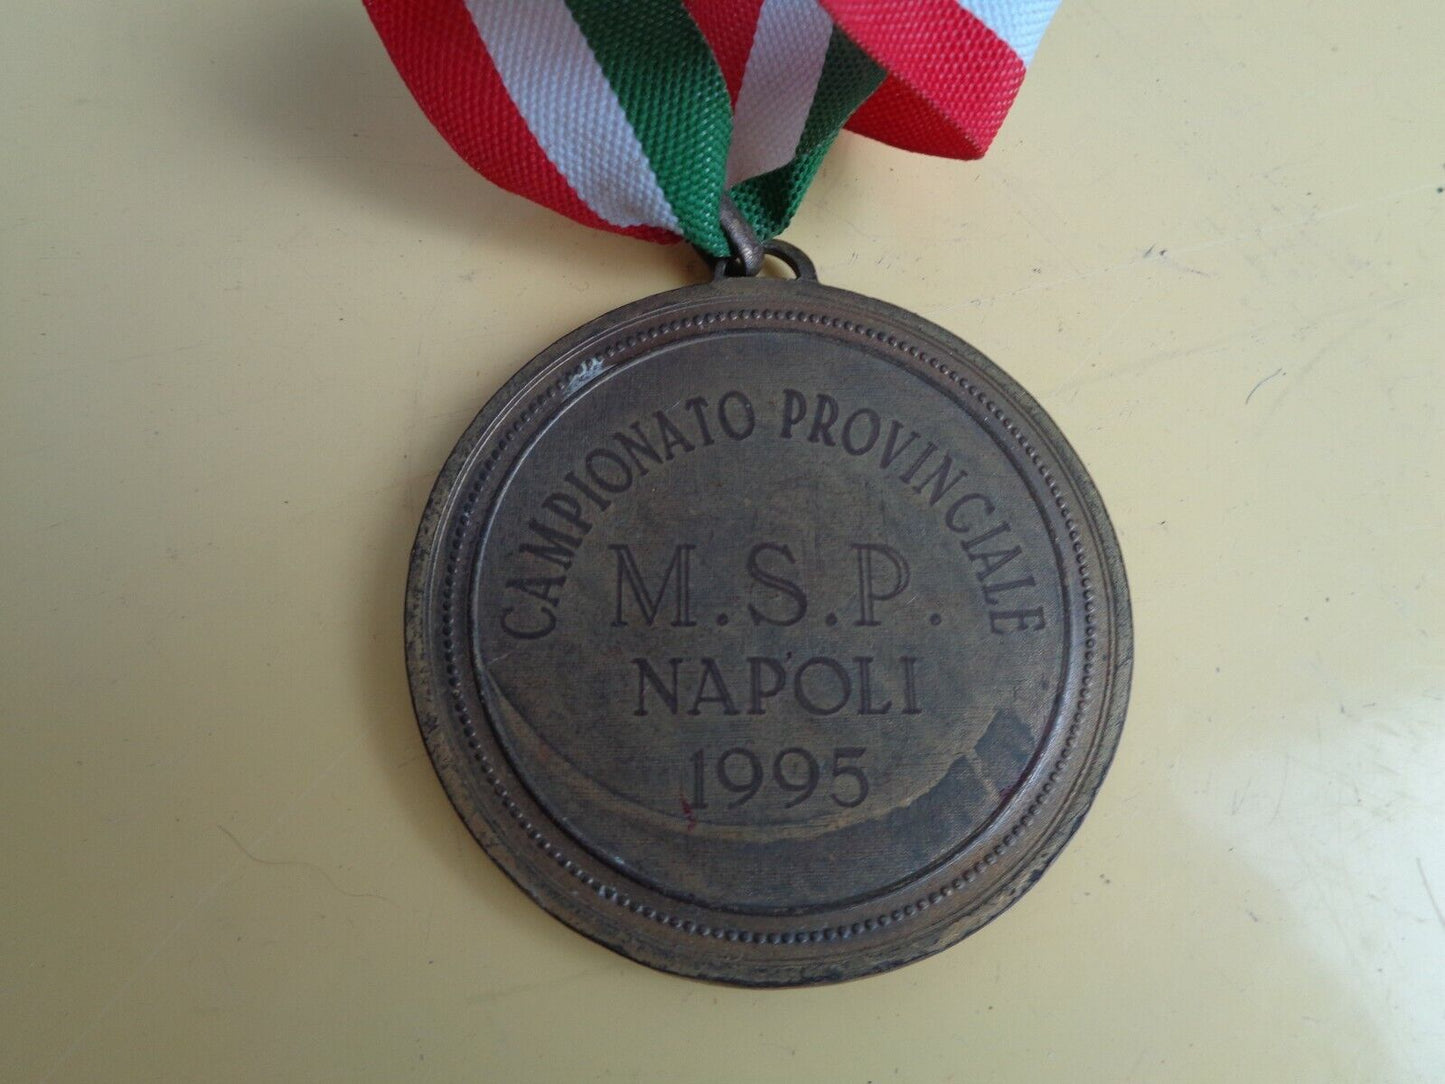 CAMPIONATO PROVINCIALE
M.S.P.
NAPOLI
1995